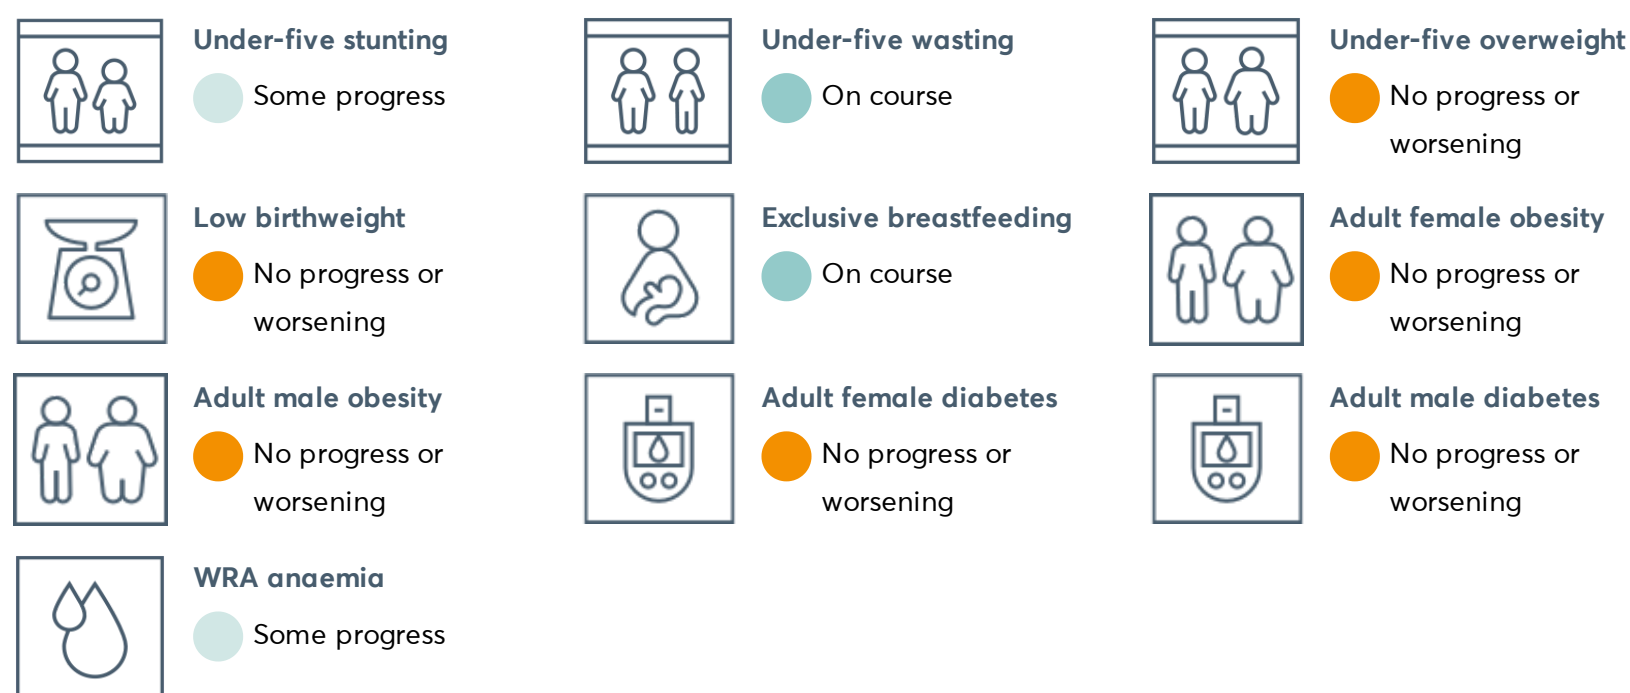 Under-five stunting
Some progress
Under-five wasting
On course
Under-five overweight
No progress or
worsening
Low birthweight
No progress or
worsening
Exclusive breastfeeding
On course
Adult female obesity
No progress or
worsening
Adult male obesity
No progress or
worsening
Adult female diabetes
No progress or
worsening
Adult male diabetes
No progress or
worsening
WRA anaemia
Some progress